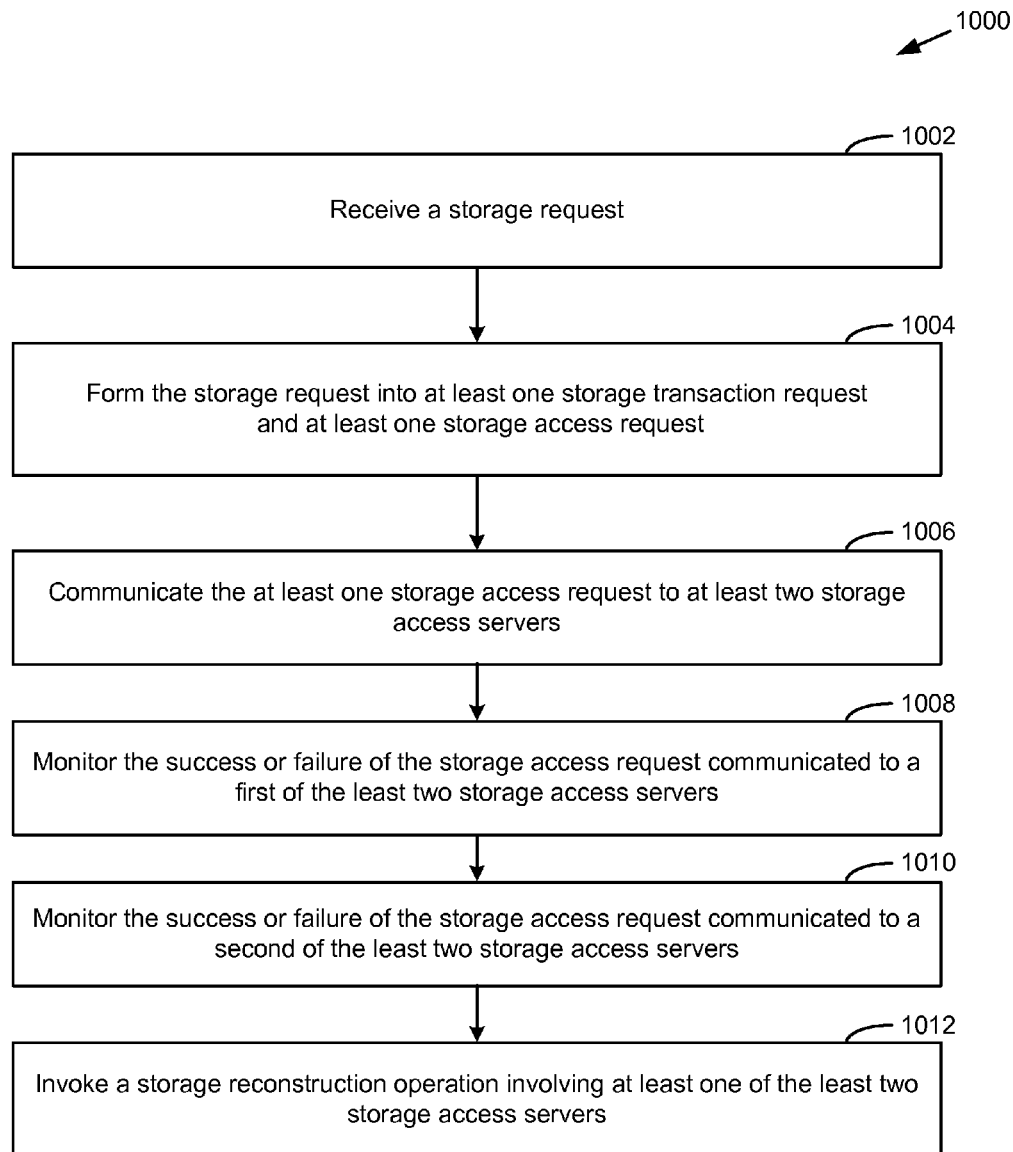 1000
1002
Receive a storage request
1004
Form the storage request into at least one storage transaction request
and at least one storage access request
1006
Communicate the at least one storage access request to at least two storage
access servers
1008
Monitor the success or failure of the storage access request communicated to a
first of the least two storage access servers
1010
Monitor the success or failure of the storage access request communicated to a
second of the least two storage access servers
1012
Invoke a storage reconstruction operation involving at least one of the least two
storage access servers